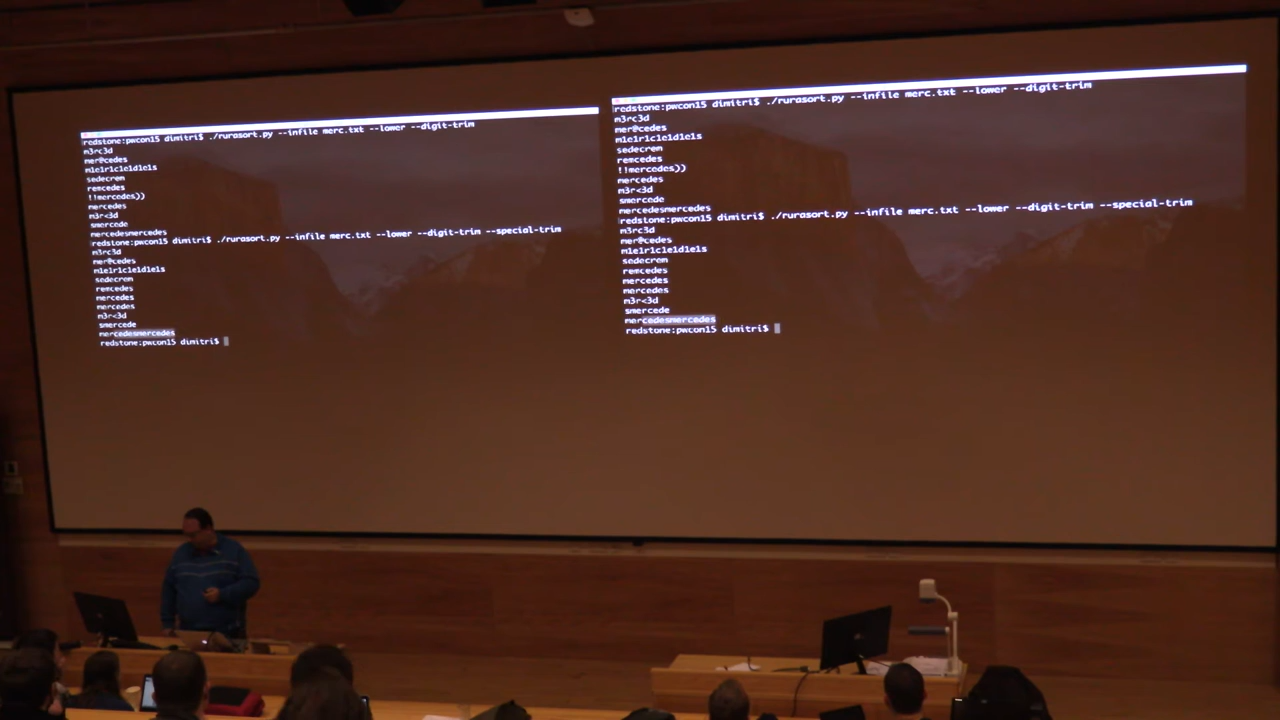 redstone:pwcon15 dimitri$ ./rurasort.py --infile merc.txt --lower --digit-trim
m3rc3d
mer@cedes
m1e1r1c1e1d1e1s
sedecrem
remcedes
!!mercedes))
mercedes
m3r<3d
smercede
mercedesmercedes
redstone:pwcon15 dimitri$ ./rurasort.py --infile merc.txt --lower --digit-trim --special-trim
m3rc3d
mer@cedes
m1e1r1c1e1d1e1s
sedecrem
remcedes
mercedes
mercedes
m3r<3d
smercede
mercedesmercedes
redstone:pwcon15 dimitri$
redstone:pwcon15 dimitri$ ./rurasort.py --infile merc.txt --lower --digit-trim
m3rc3d
mer@cedes
m1e1r1c1e1d1e1s
sedecrem
remcedes
!!mercedes))
mercedes
m3r<3d
smercede
mercedesmercedes
redstone:pwcon15 dimitri$ ./rurasort.py --infile merc.txt --lower --digit-trim --special-trim
m3rc3d
mer@cedes
m1e1r1c1e1d1e1s
sedecrem
remcedes
mercedes
mercedes
m3r<3d
smercede
mercedesmercedes
redstone:pwcon15 dimitri$